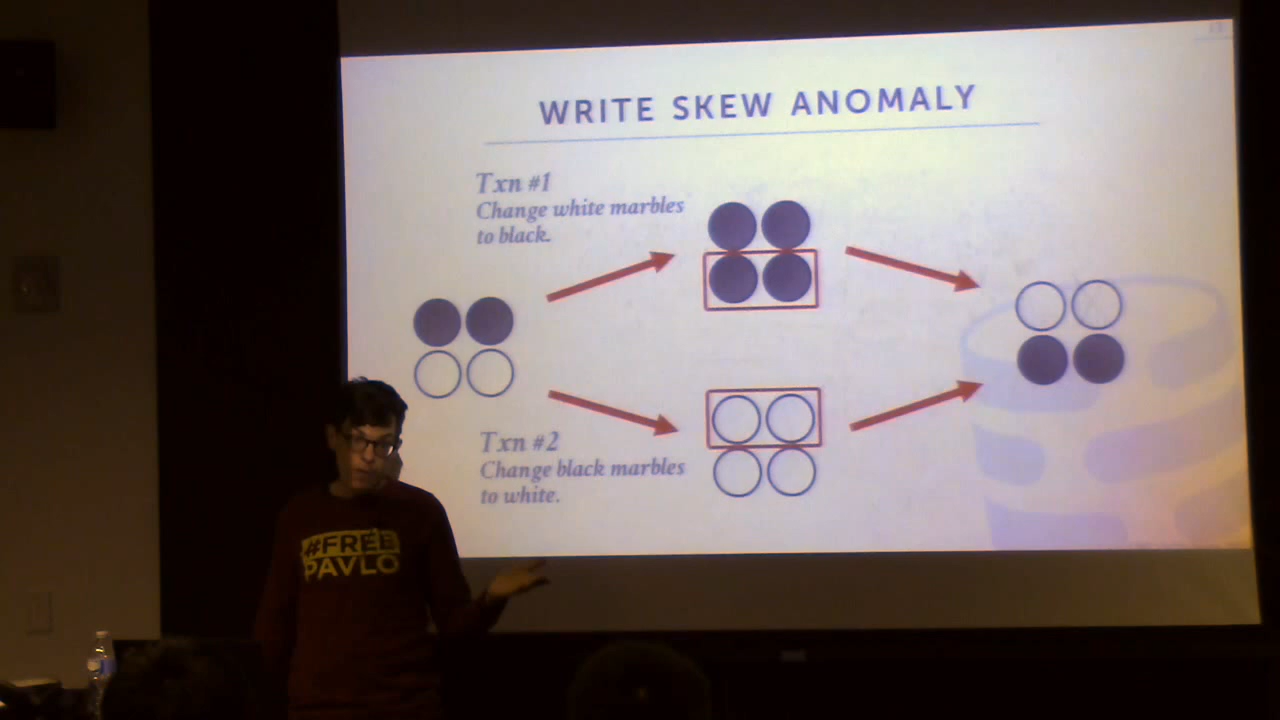 WRITE SKEW ANOMALY
Txn #1
Change white marbles
to black.
Txn #2
Change black marbles
to white.
#FREE
PAVLO